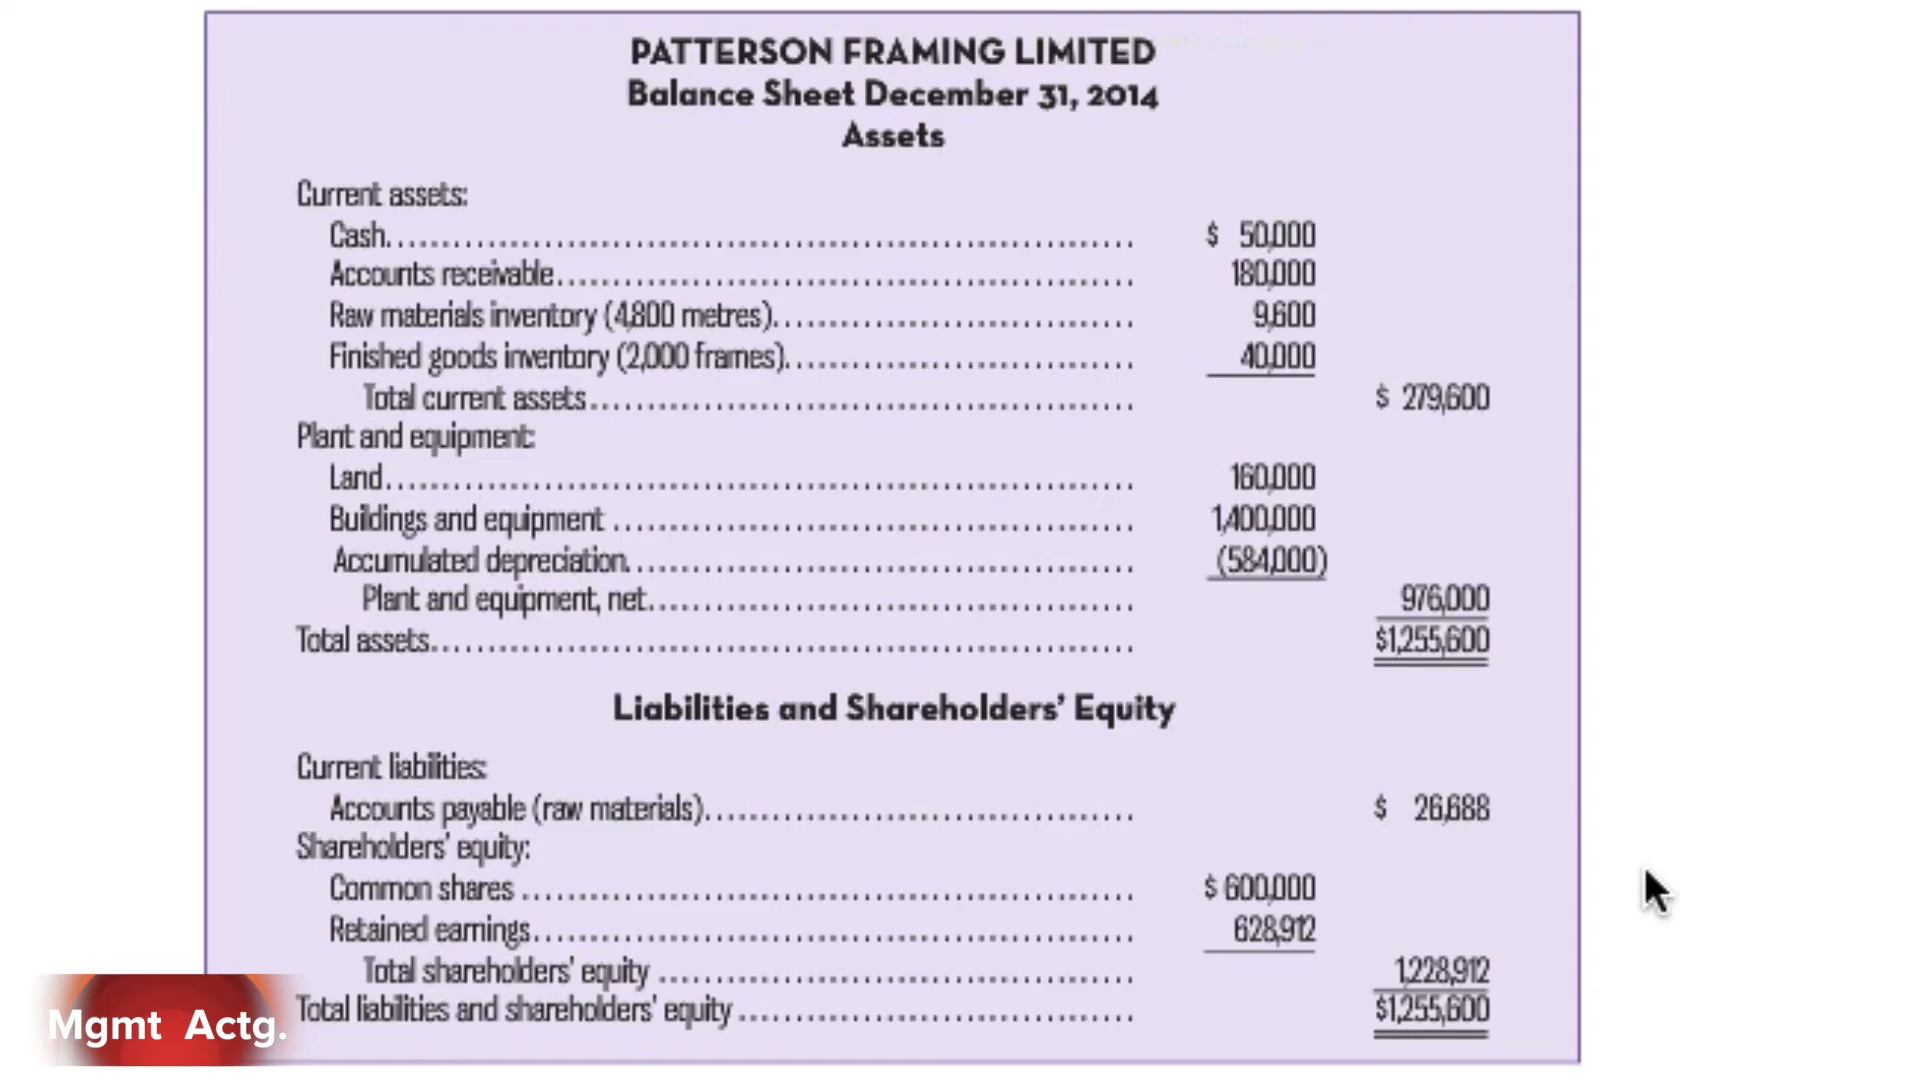 PATTERSON FRAMING LIMITED
Balance Sheet December 31, 2014
Assets
Current assets:
Cash $ 50,000
Accounts receivable 180,000
Raw materials inventory (4,800 metres) 9,600
Finished goods inventory (2,000 frames) 40,000
Total current assets $ 279,600
Plant and equipment:
Land 160,000
Buildings and equipment 1,400,000
Accumulated depreciation (584,000)
Plant and equipment, net 976,000
Total assets $1,255,600
Liabilities and Shareholders’ Equity
Current liabilities:
Accounts payable (raw materials) $ 26,688
Shareholders’ equity:
Common shares $ 600,000
Retained earnings 628,912
Total shareholders’ equity 1,228,912
Total liabilities and shareholders’ equity $1,255,600
Mgmt Actg.